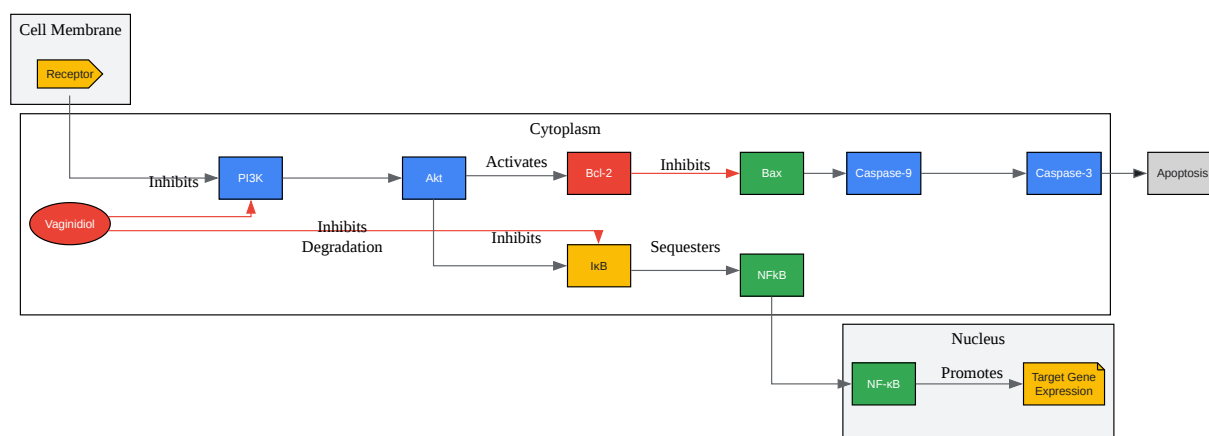 Cell Membrane
Receptor
Cytoplasm
Inhibits
PI3K
Akt
Activates
Bcl-2
Inhibits
Bax
Caspase-9
Caspase-3
Apoptosis
Vaginidiol
Inhibits
Degradation
Inhibits
IκB
Sequesters
NFkB
Nucleus
NF-κB
Promotes
Target Gene
Expression